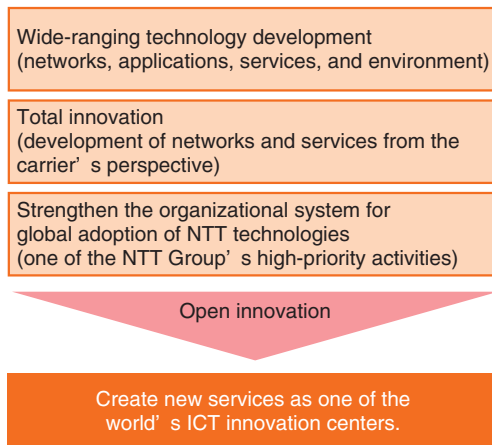 Wide-ranging technology development
(networks, applications, services, and environment)
Total innovation
(development of networks and services from the
carrier’s perspective)
Strengthen the organizational system for
global adoption of NTT technologies
(one of the NTT Group’s high-priority activities)
Open innovation
Create new services as one of the
world’s ICT innovation centers.